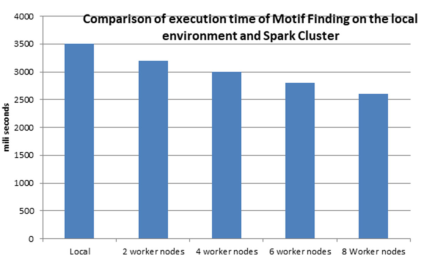 Comparison of execution time of Motif Finding on the local
environment and Spark Cluster
4000
3500
3000
2500
2000
1500
1000
500
0
mili seconds
Local
2 worker nodes
4 worker nodes
6 worker nodes
8 Worker nodes